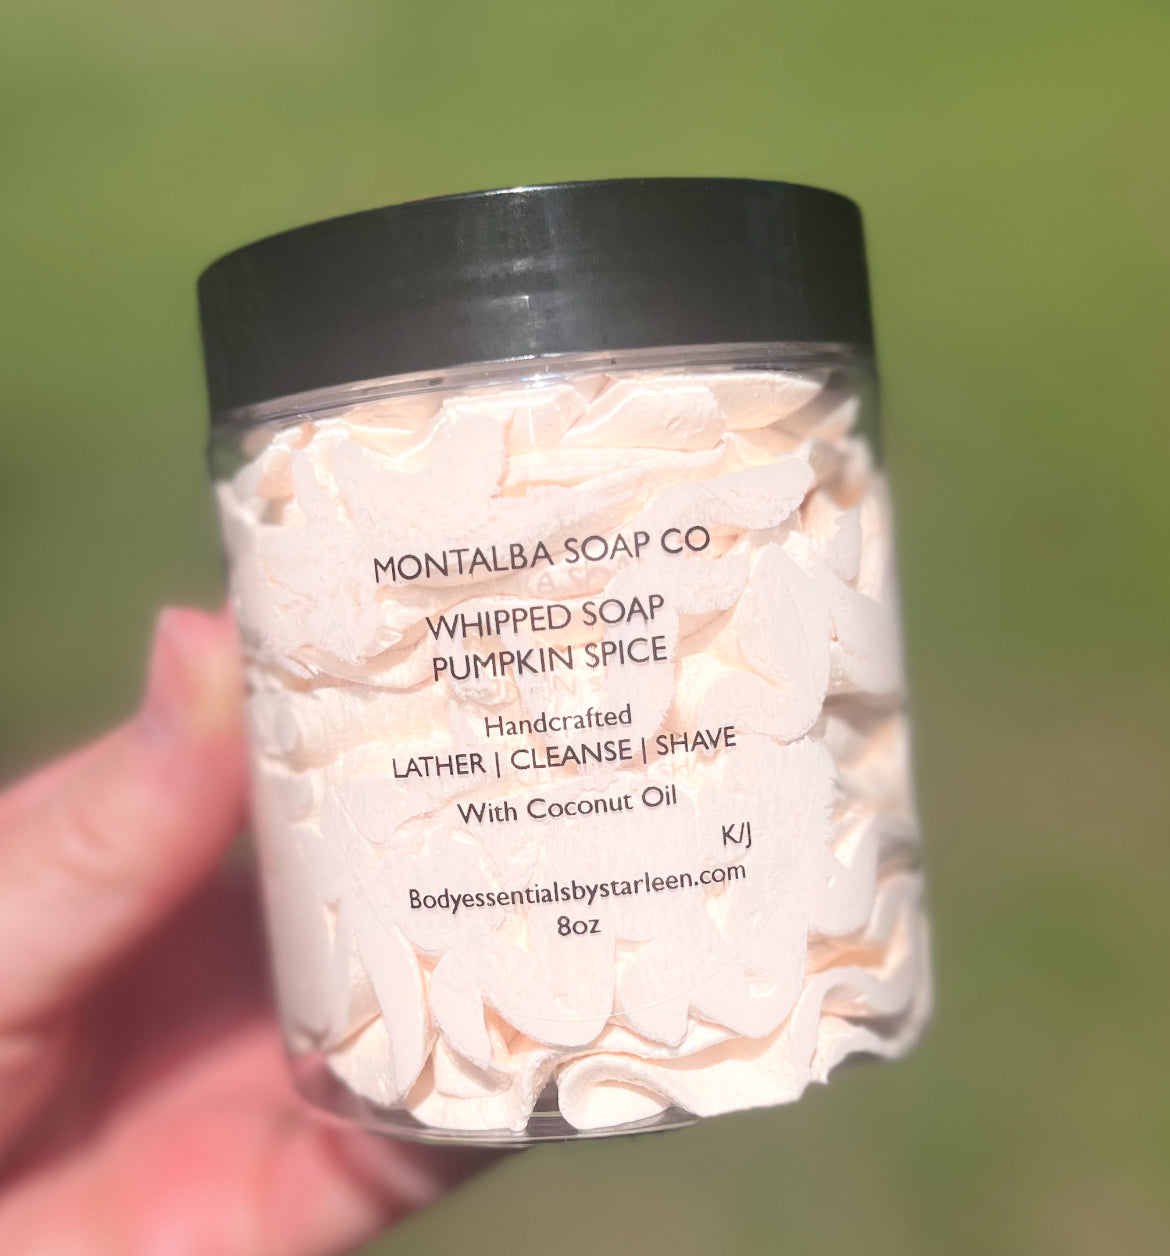 MONTALBA SOAP CO
WHIPPED SOAP
PUMPKIN SPICE
Handcrafted
LATHER | CLEANSE | SHAVE
With Coconut Oil
K/J
Bodyessentialsbystarleen.com
8oz